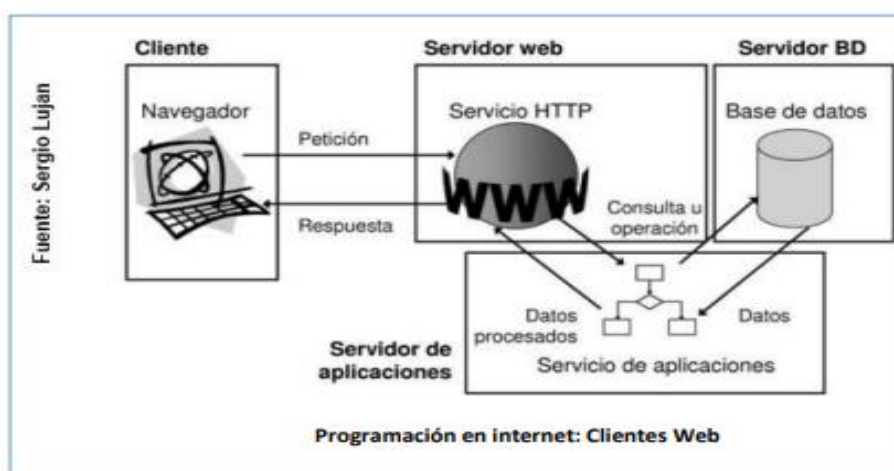 Fuente: Sergio Lujan
Cliente
Servidor web
Servidor BD
Navegador
Servicio HTTP
Base de datos
Petición
WWW
Respuesta
Consulta u
operación
Datos
procesados
Datos
Servidor de
aplicaciones
Servicio de aplicaciones
Programación en internet: Clientes Web